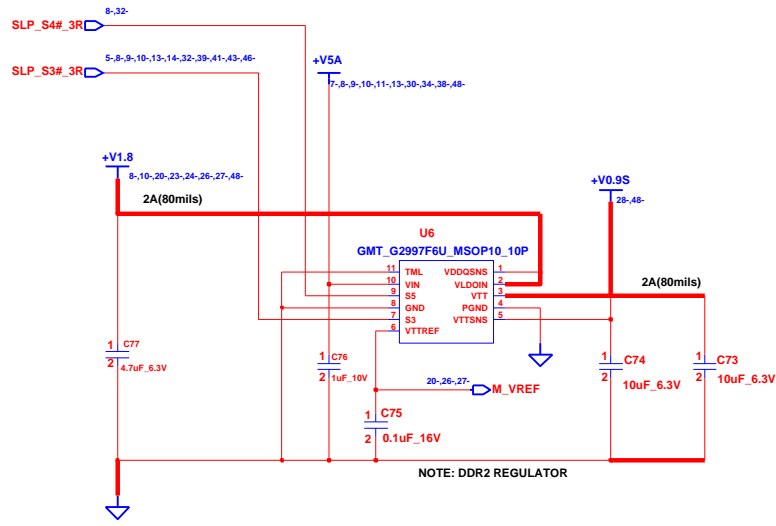 8-,32-
SLP_S4#_3R
5-,8-,9-,10-,13-,14-,32-,39-,41-,43-,46-
SLP_S3#_3R
+V5A
7-,8-,9-,10-,11-,13-,30-,34-,38-,48-
+V1.8
8-,10-,20-,23-,24-,26-,27-,48-
2A(80mils)
+V0.9S
28-,48-
U6
GMT_G2997F6U_MSOP10_10P
11 TML VDDQSNS 1
10 VIN VLDOIN 2
9 S5 VTT 3
8 GND PGND 4
7 S3 VTTSNS 5
6 VTTREF
2A(80mils)
1 C77
2 4.7uF_6.3V
1 C76
2 1uF_10V
1 C74
2 10uF_6.3V
1 C73
2 10uF_6.3V
20-,26-,27-
M_VREF
1 C75
2 0.1uF_16V
NOTE: DDR2 REGULATOR